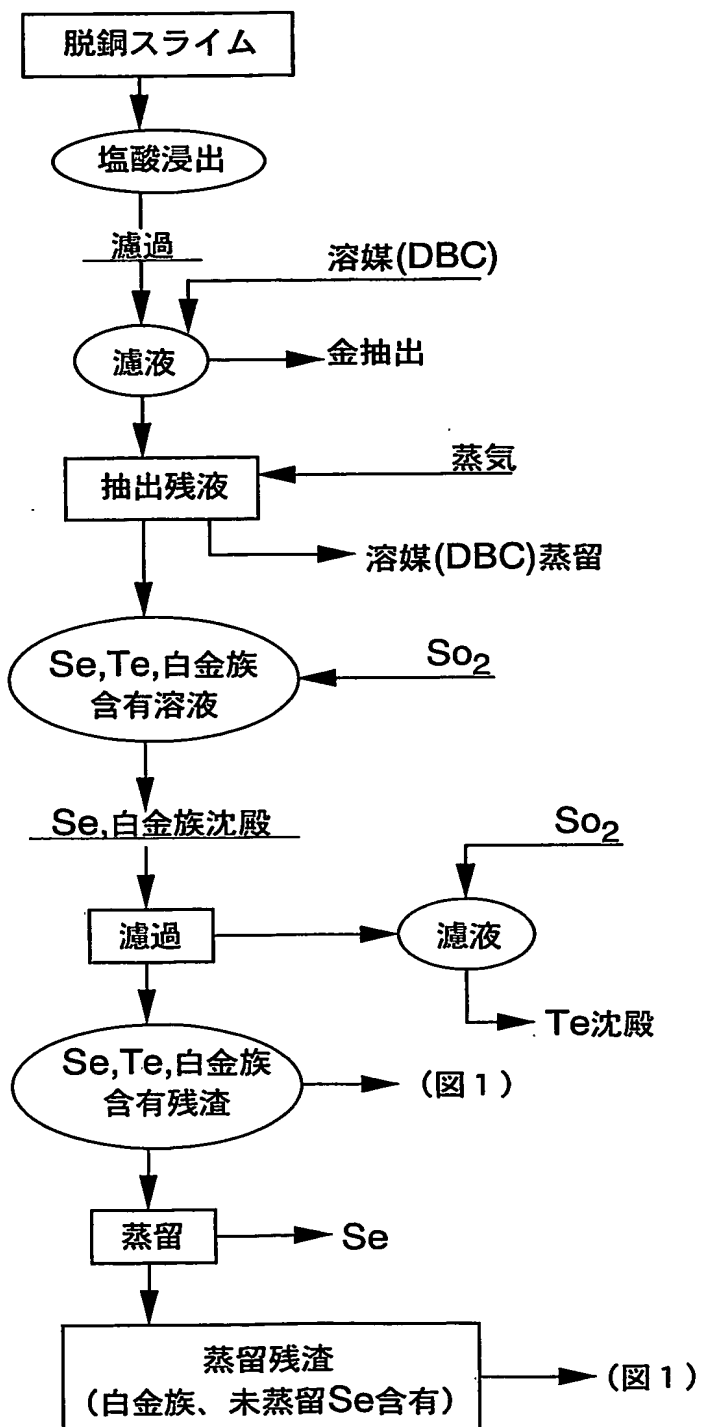 脱銅スライム
塩酸浸出
濾過
溶媒(DBC)
濾液
金抽出
蒸気
抽出残液
溶媒(DBC)蒸留
Se,Te,白金族
含有溶液
So2
Se,白金族沈殿
So2
濾過
濾液
Te沈殿
Se,Te,白金族
含有残渣
(図1)
蒸留
Se
蒸留残渣
(白金族、未蒸留Se含有)
(図1)